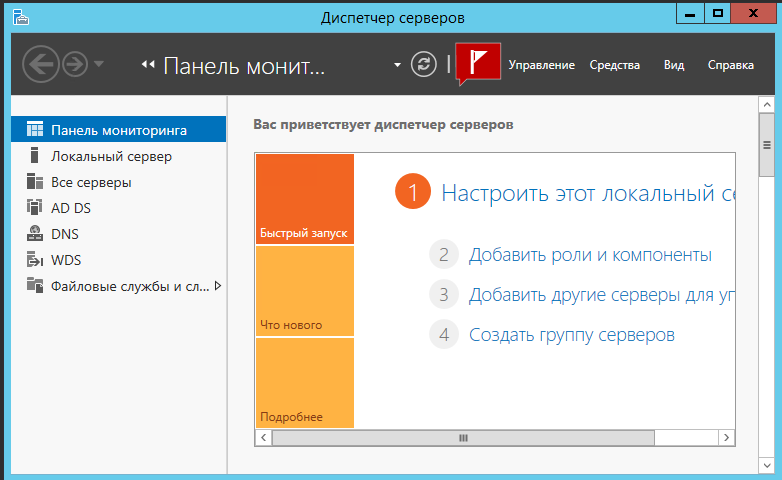 Диспетчер серверов
Панель монит...
Управление
Средства
Вид
Справка
Панель мониторинга
Локальный сервер
Все серверы
AD DS
DNS
WDS
Файловые службы и сл...
Вас приветствует диспетчер серверов
Быстрый запуск
Что нового
Подробнее
1 Настроить этот локальный се
2 Добавить роли и компоненты
3 Добавить другие серверы для уп
4 Создать группу серверов